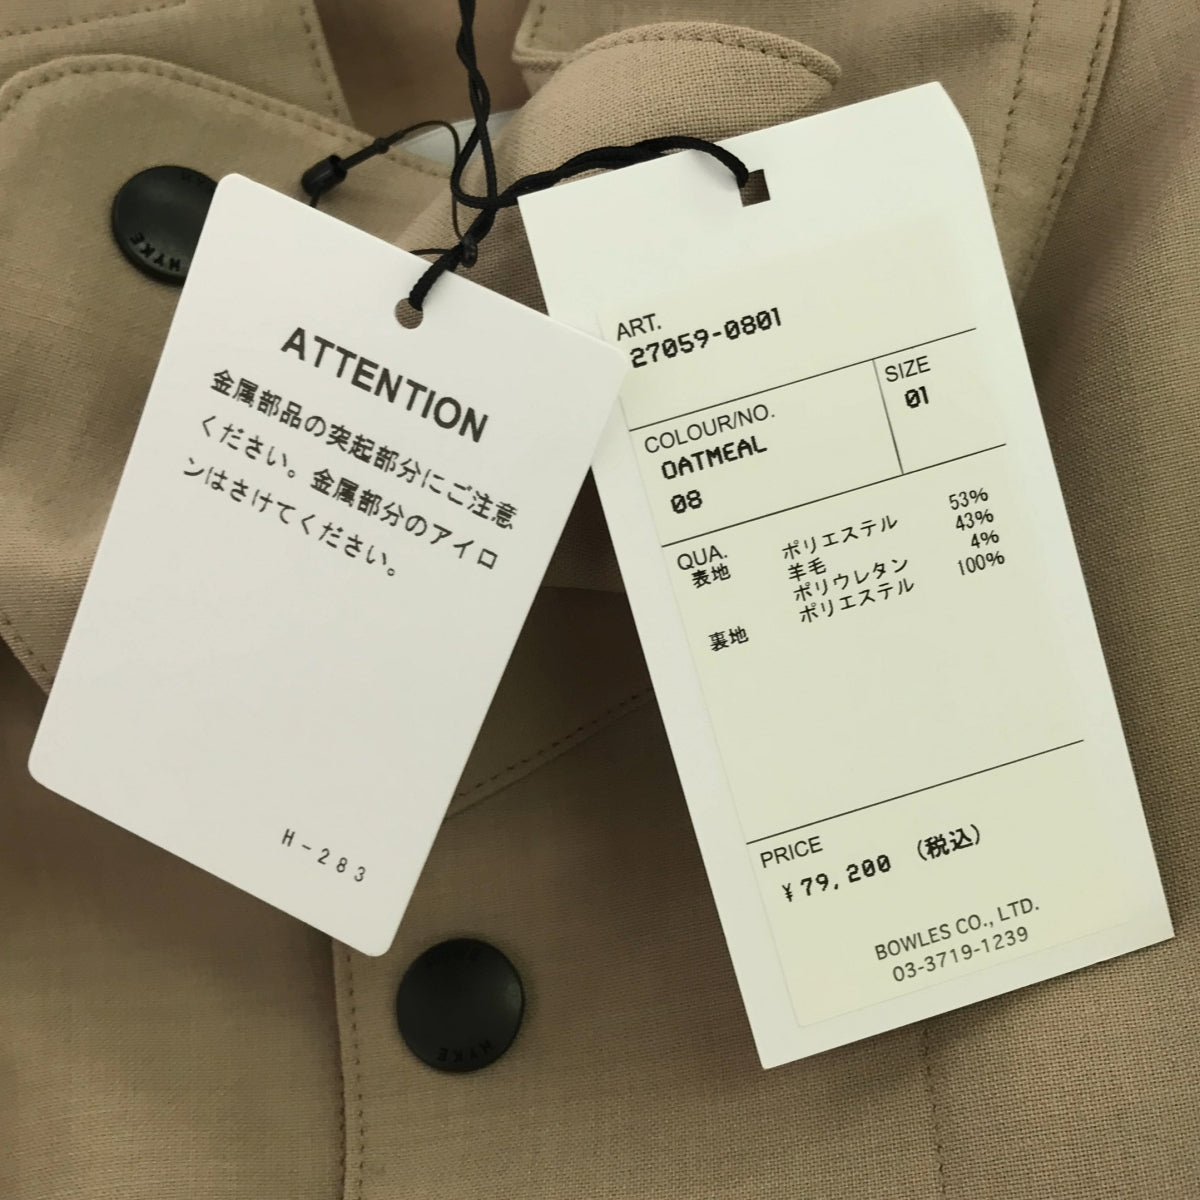 HYKE
ATTENTION
金属部品の突起部分にご注意
ください。金属部分のアイロ
ンはさけてください。
H-283
ART.
27059-0801
COLOUR/NO.
OATMEAL
08
SIZE
01
QUA.
表地 ポリエステル 53%
羊毛 43%
ポリウレタン 4%
裏地 ポリエステル 100%
PRICE
¥79,200 (税込)
BOWLES CO., LTD.
03-3719-1239
HYKE